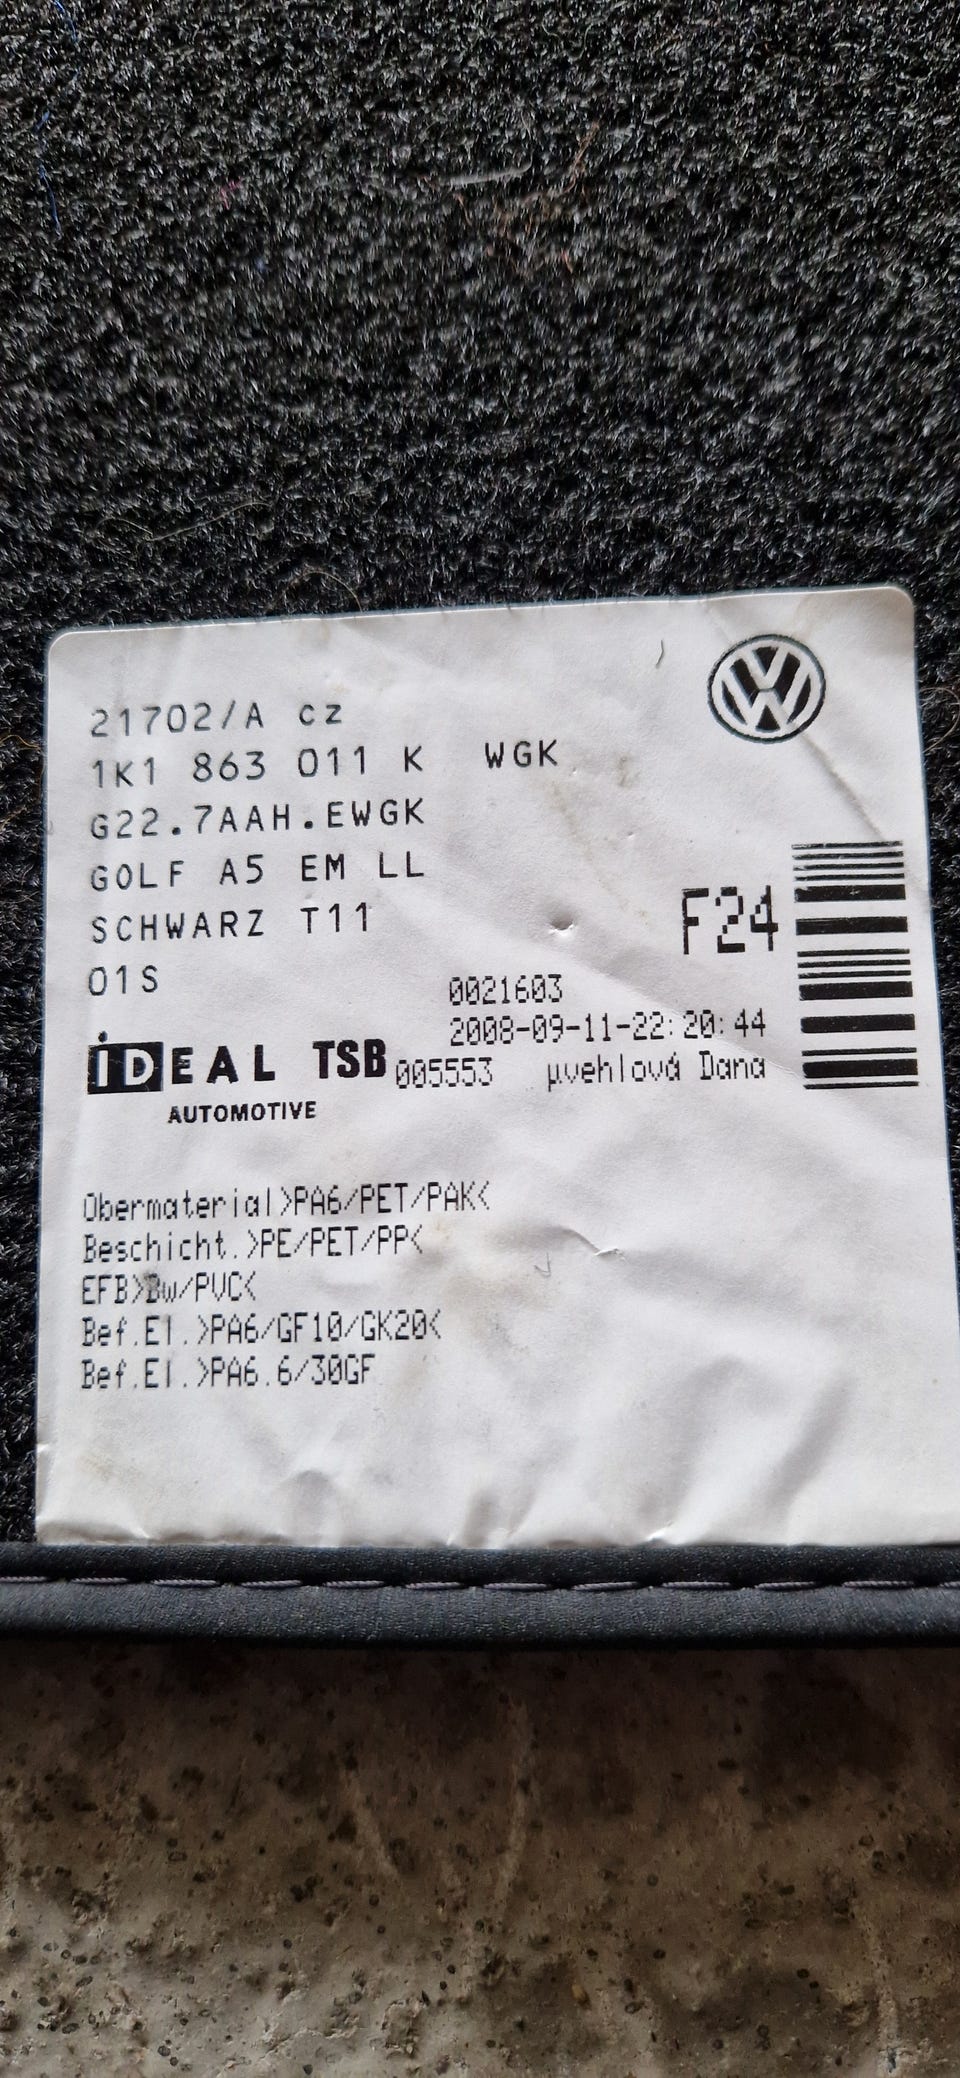 21702/A cz
1K1 863 011 K WGK
G22.7AAH.EWGK
GOLF A5 EM LL
SCHWARZ T11
01S
F24
0021603
2008-09-11-22:20:44
IDEAL TSB 005553 µvehlová Dana
AUTOMOTIVE
Obermaterial>PA6/PET/PAK<
Beschicht.>PE/PET/PP<
EFB>Bw/PVC<
Bef.El.>PA6/GF10/GK20<
Bef.El.>PA6.6/30GF